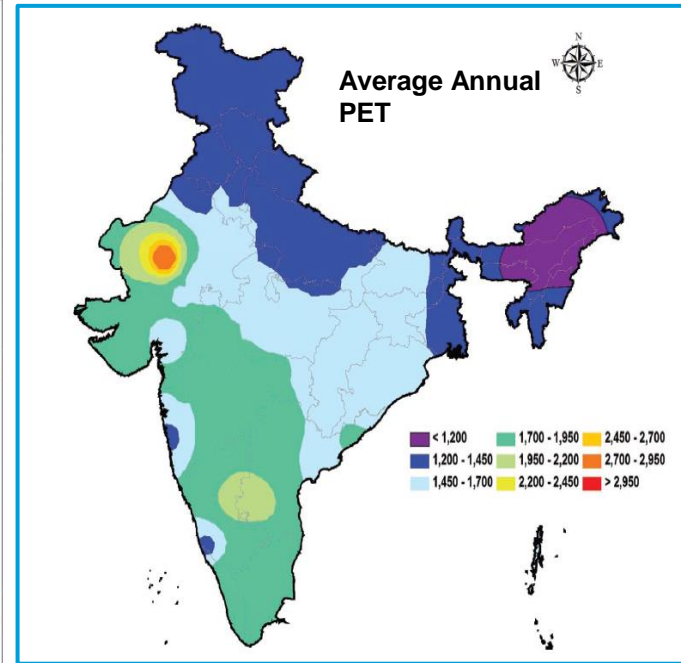 N
W E
S
Average Annual
PET
< 1,200 1,700 - 1,950 2,450 - 2,700
1,200 - 1,450 1,950 - 2,200 2,700 - 2,950
1,450 - 1,700 2,200 - 2,450 > 2,950